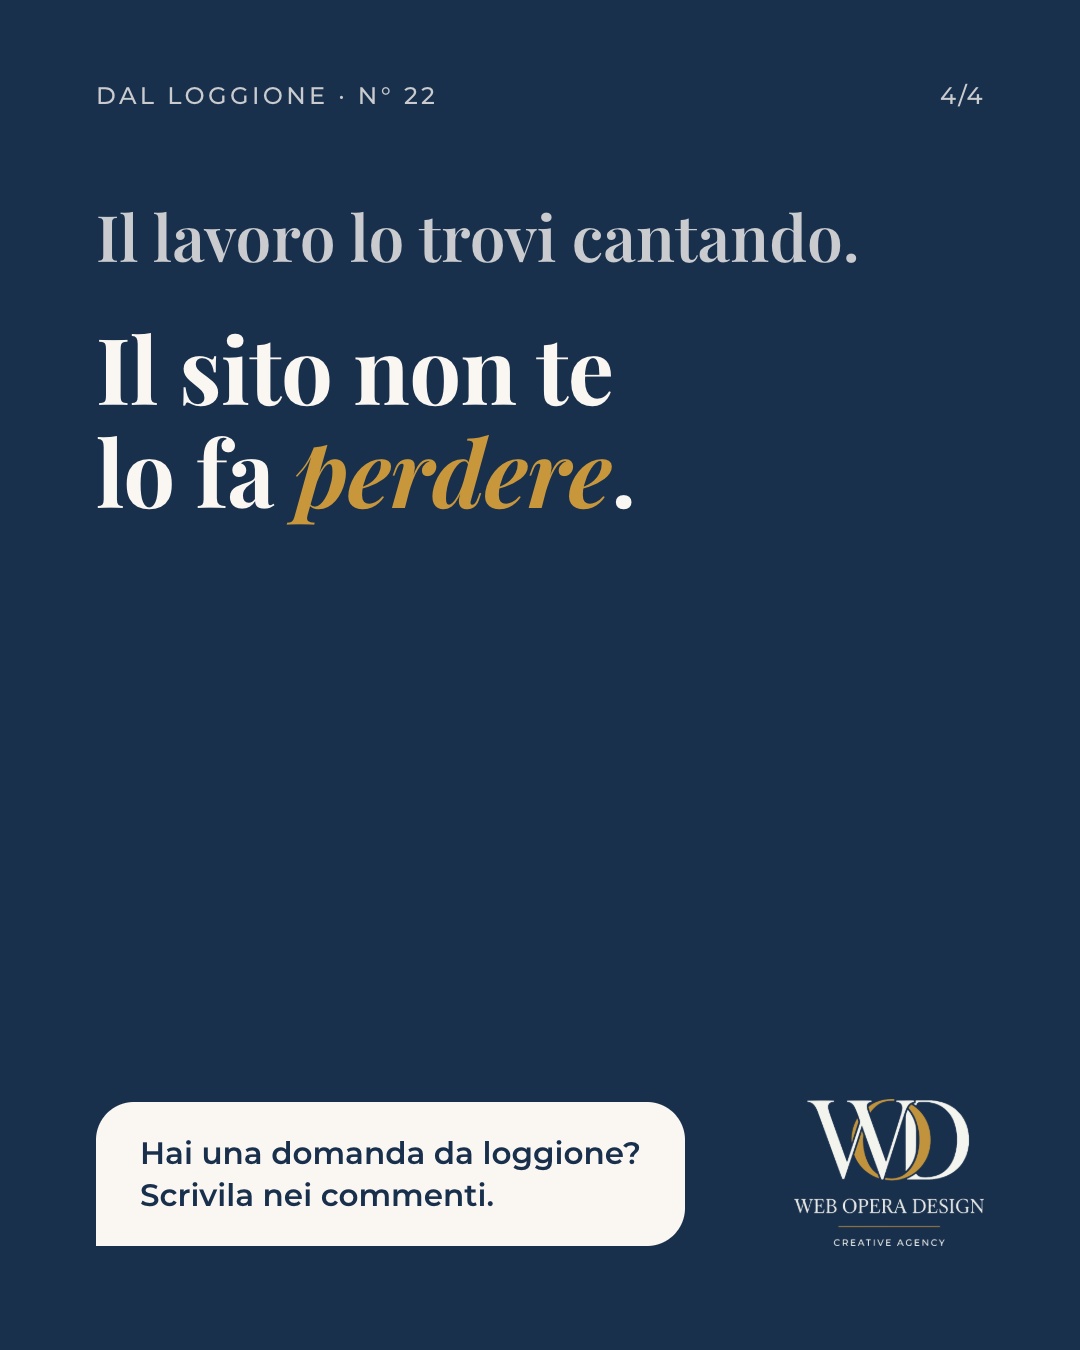 DAL LOGGIONE · N° 22
4/4
Il lavoro lo trovi cantando.
Il sito non te
lo fa perdere.
Hai una domanda da loggione?
Scrivila nei commenti.
WOD
WEB OPERA DESIGN
CREATIVE AGENCY